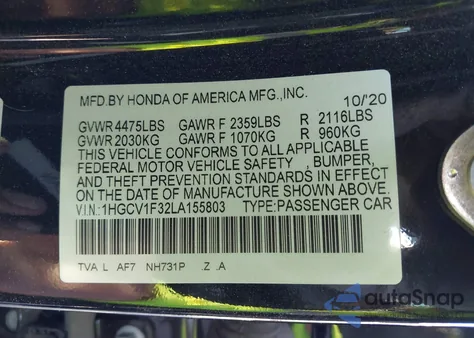 MFD.BY HONDA OF AMERICA MFG.,INC. 10/'20
GVWR 4475LBS GAWR F 2359LBS R 2116LBS
GVWR 2030KG GAWR F 1070KG R 960KG
THIS VEHICLE CONFORMS TO ALL APPLICABLE
FEDERAL MOTOR VEHICLE SAFETY , BUMPER,
AND THEFT PREVENTION STANDARDS IN EFFECT
ON THE DATE OF MANUFACTURE SHOWN ABOVE.
V.I.N.: 1HGCV1F32LA155803 TYPE:PASSENGER CAR
TVA L AF7 NH731P .Z .A
autoSnap